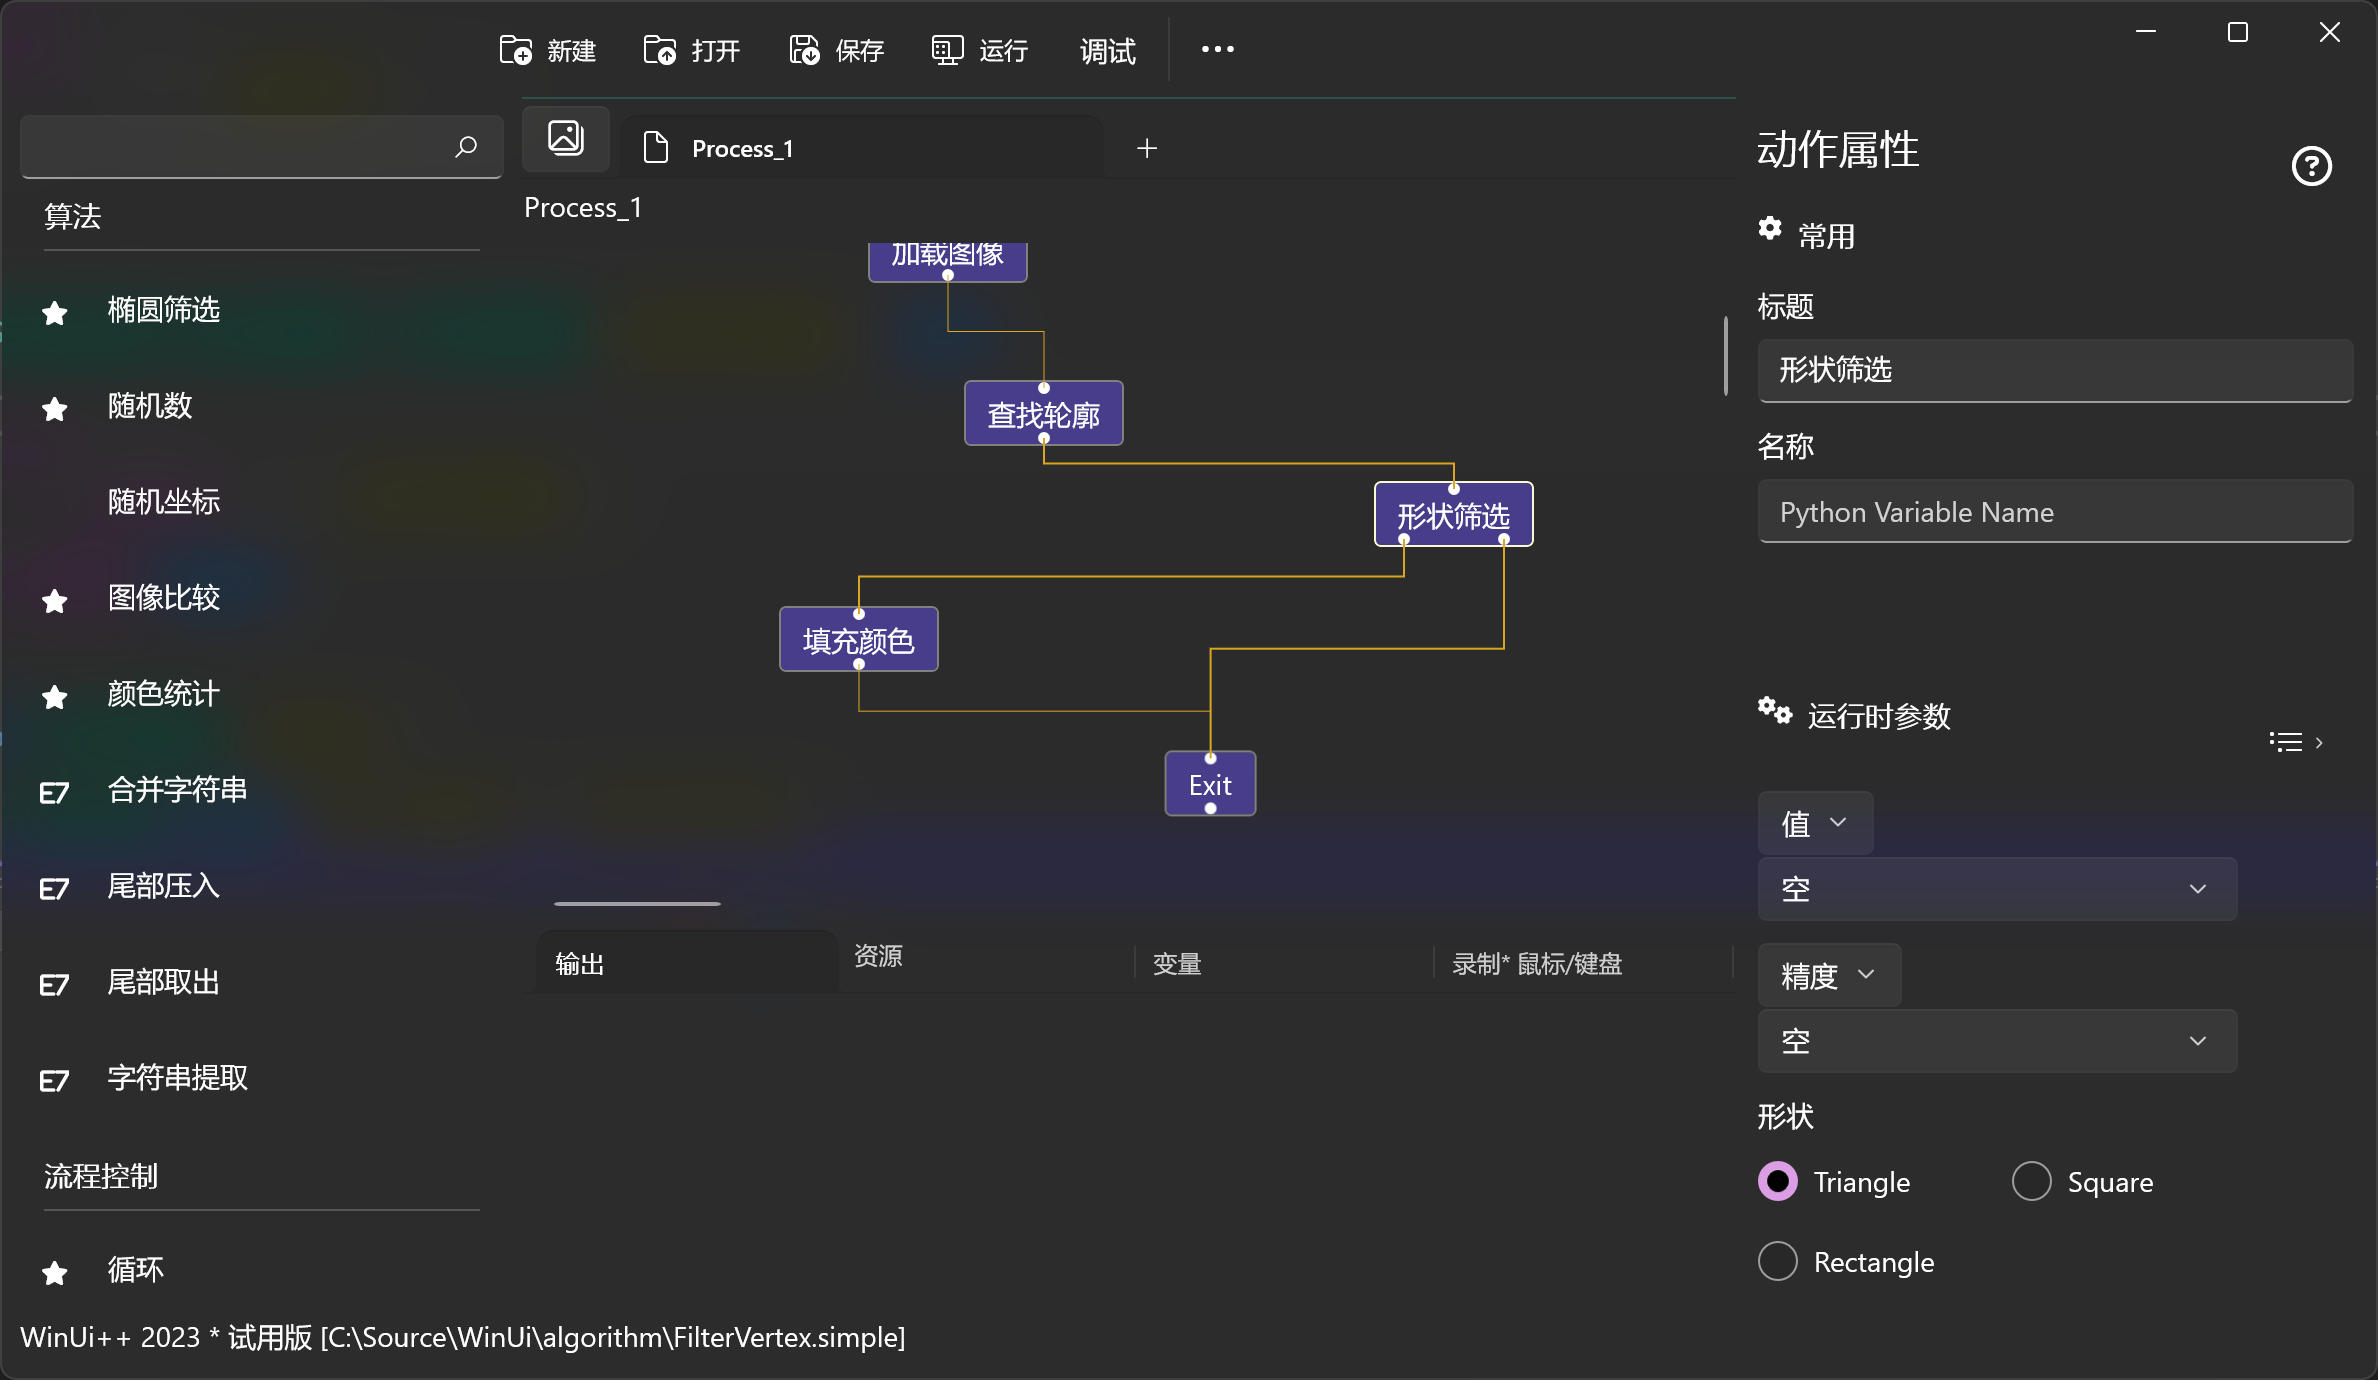 新建
打开
保存
运行
调试
Process_1
Process_1
算法
椭圆筛选
随机数
随机坐标
图像比较
颜色统计
合并字符串
尾部压入
尾部取出
字符串提取
流程控制
循环
加载图像
查找轮廓
形状筛选
填充颜色
Exit
输出
资源
变量
录制* 鼠标/键盘
动作属性
常用
标题
形状筛选
名称
Python Variable Name
运行时参数
值
空
精度
空
形状
Triangle
Square
Rectangle
WinUi++ 2023 * 试用版 [C:\Source\WinUi\algorithm\FilterVertex.simple]